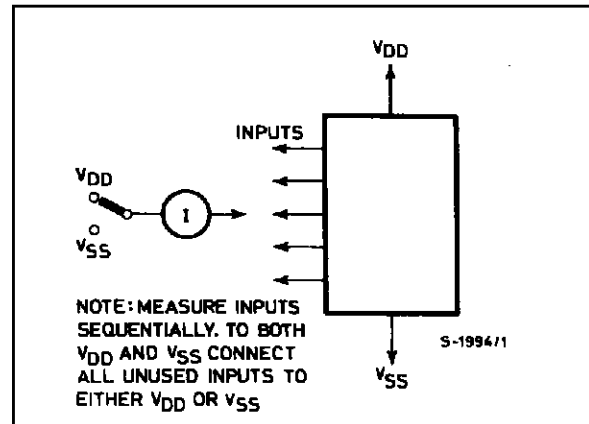 VDD
INPUTS
VDD
I
VSS
NOTE: MEASURE INPUTS
SEQUENTIALLY. TO BOTH
VDD AND VSS CONNECT
ALL UNUSED INPUTS TO
EITHER VDD OR VSS
S-1994/1
VSS